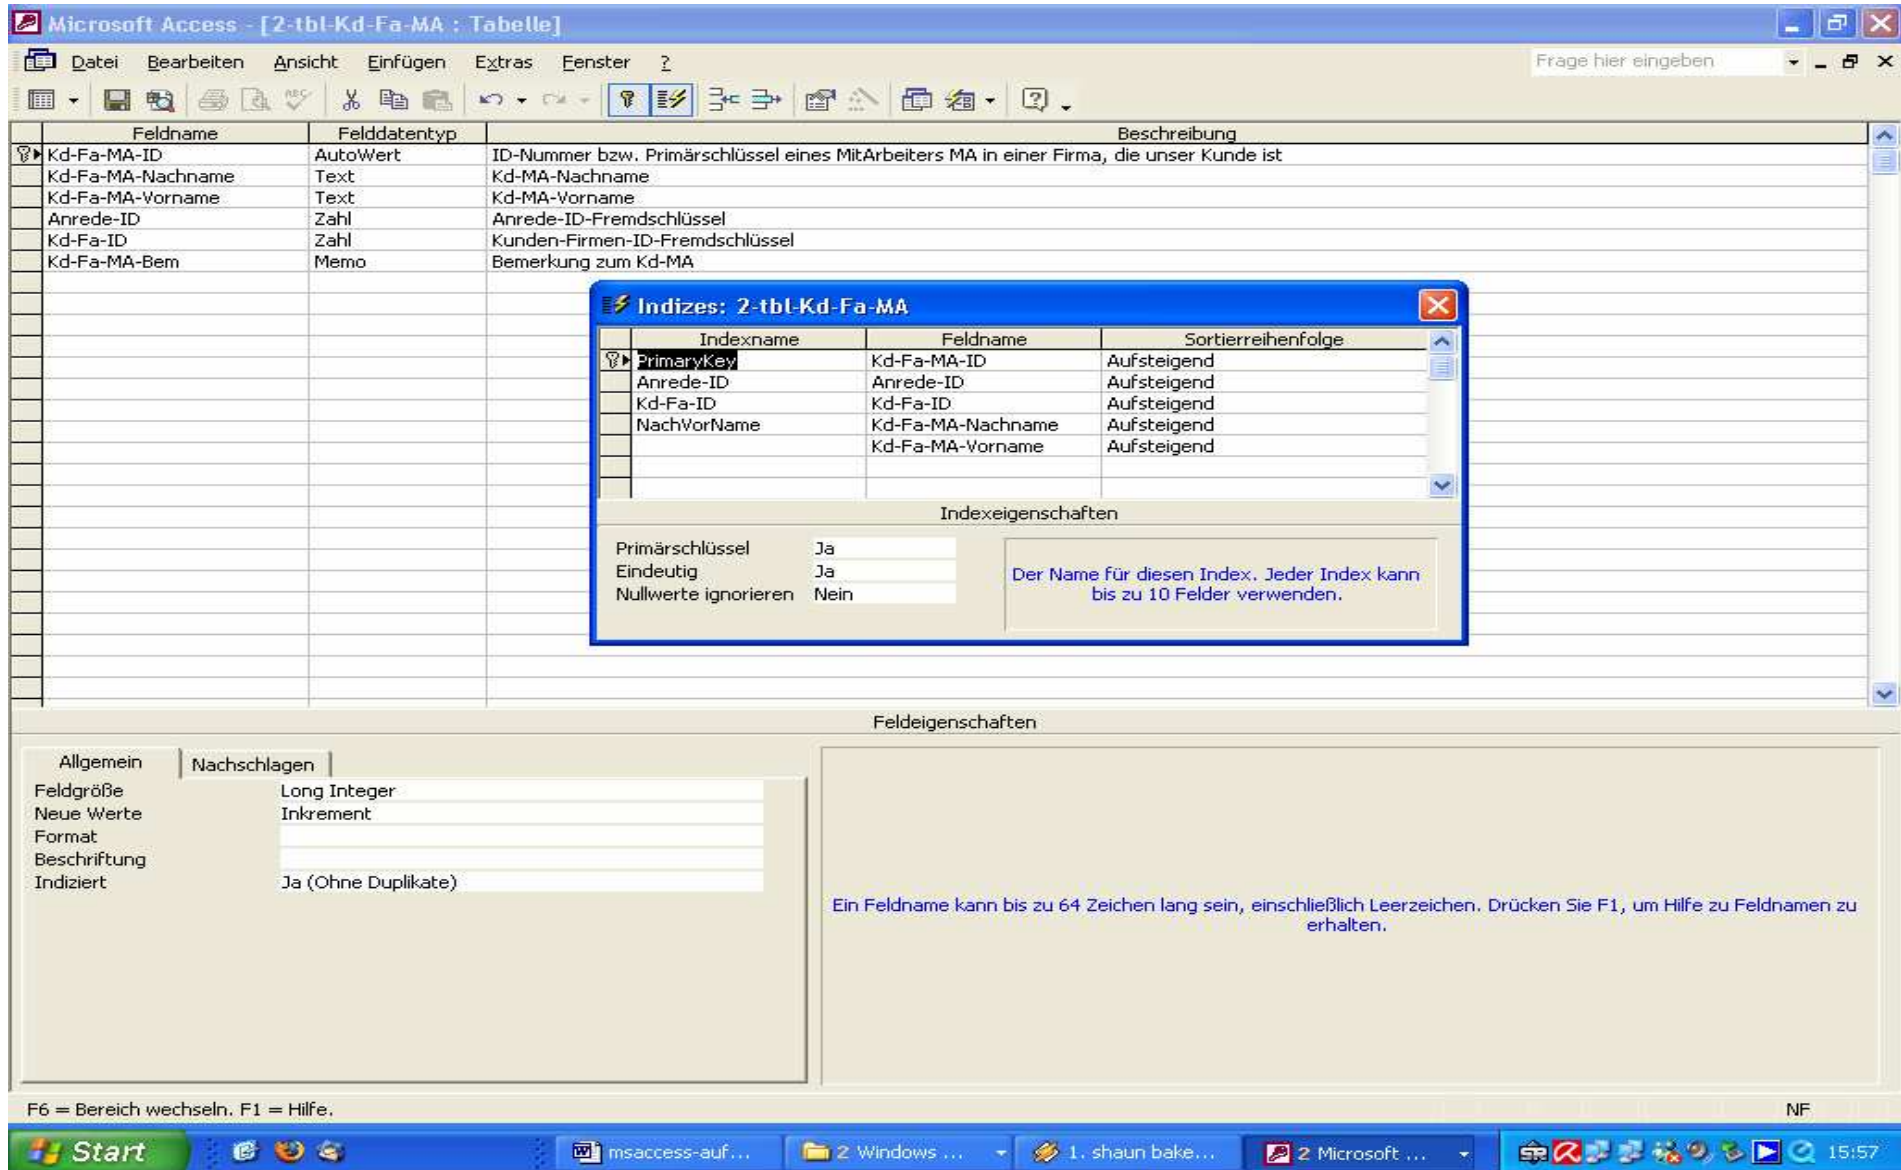 Microsoft Access - [2-tbl-Kd-Fa-MA : Tabelle]
Datei Bearbeiten Ansicht Einfügen Extras Fenster ? Frage hier eingeben
Feldname Felddatentyp Beschreibung
Kd-Fa-MA-ID AutoWert ID-Nummer bzw. Primärschlüssel eines MitArbeiters MA in einer Firma, die unser Kunde ist
Kd-Fa-MA-Nachname Text Kd-MA-Nachname
Kd-Fa-MA-Vorname Text Kd-MA-Vorname
Anrede-ID Zahl Anrede-ID-Fremdschlüssel
Kd-Fa-ID Zahl Kunden-Firmen-ID-Fremdschlüssel
Kd-Fa-MA-Bem Memo Bemerkung zum Kd-MA
Indizes: 2-tbl-Kd-Fa-MA
Indexname Feldname Sortierreihenfolge
PrimaryKey Kd-Fa-MA-ID Aufsteigend
Anrede-ID Anrede-ID Aufsteigend
Kd-Fa-ID Kd-Fa-ID Aufsteigend
NachVorName Kd-Fa-MA-Nachname Aufsteigend
Kd-Fa-MA-Vorname Aufsteigend
Indexeigenschaften
Primärschlüssel Ja
Eindeutig Ja
Nullwerte ignorieren Nein
Der Name für diesen Index. Jeder Index kann
bis zu 10 Felder verwenden.
Feldeigenschaften
Allgemein Nachschlagen
Feldgröße Long Integer
Neue Werte Inkrement
Format
Beschriftung
Indiziert Ja (Ohne Duplikate)
Ein Feldname kann bis zu 64 Zeichen lang sein, einschließlich Leerzeichen. Drücken Sie F1, um Hilfe zu Feldnamen zu
erhalten.
F6 = Bereich wechseln. F1 = Hilfe. NF
Start msaccess-auf... 2 Windows ... 1. shaun bake... 2 Microsoft ... SR 15:57